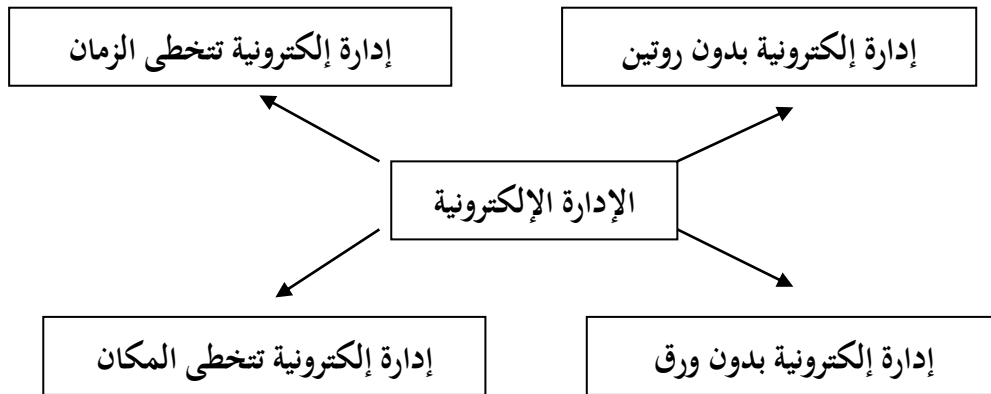 إدارة إلكترونية بدون روتين
إدارة إلكترونية تتخطى الزمان
الإدارة الإلكترونية
إدارة إلكترونية بدون ورق
إدارة إلكترونية تتخطى المكان